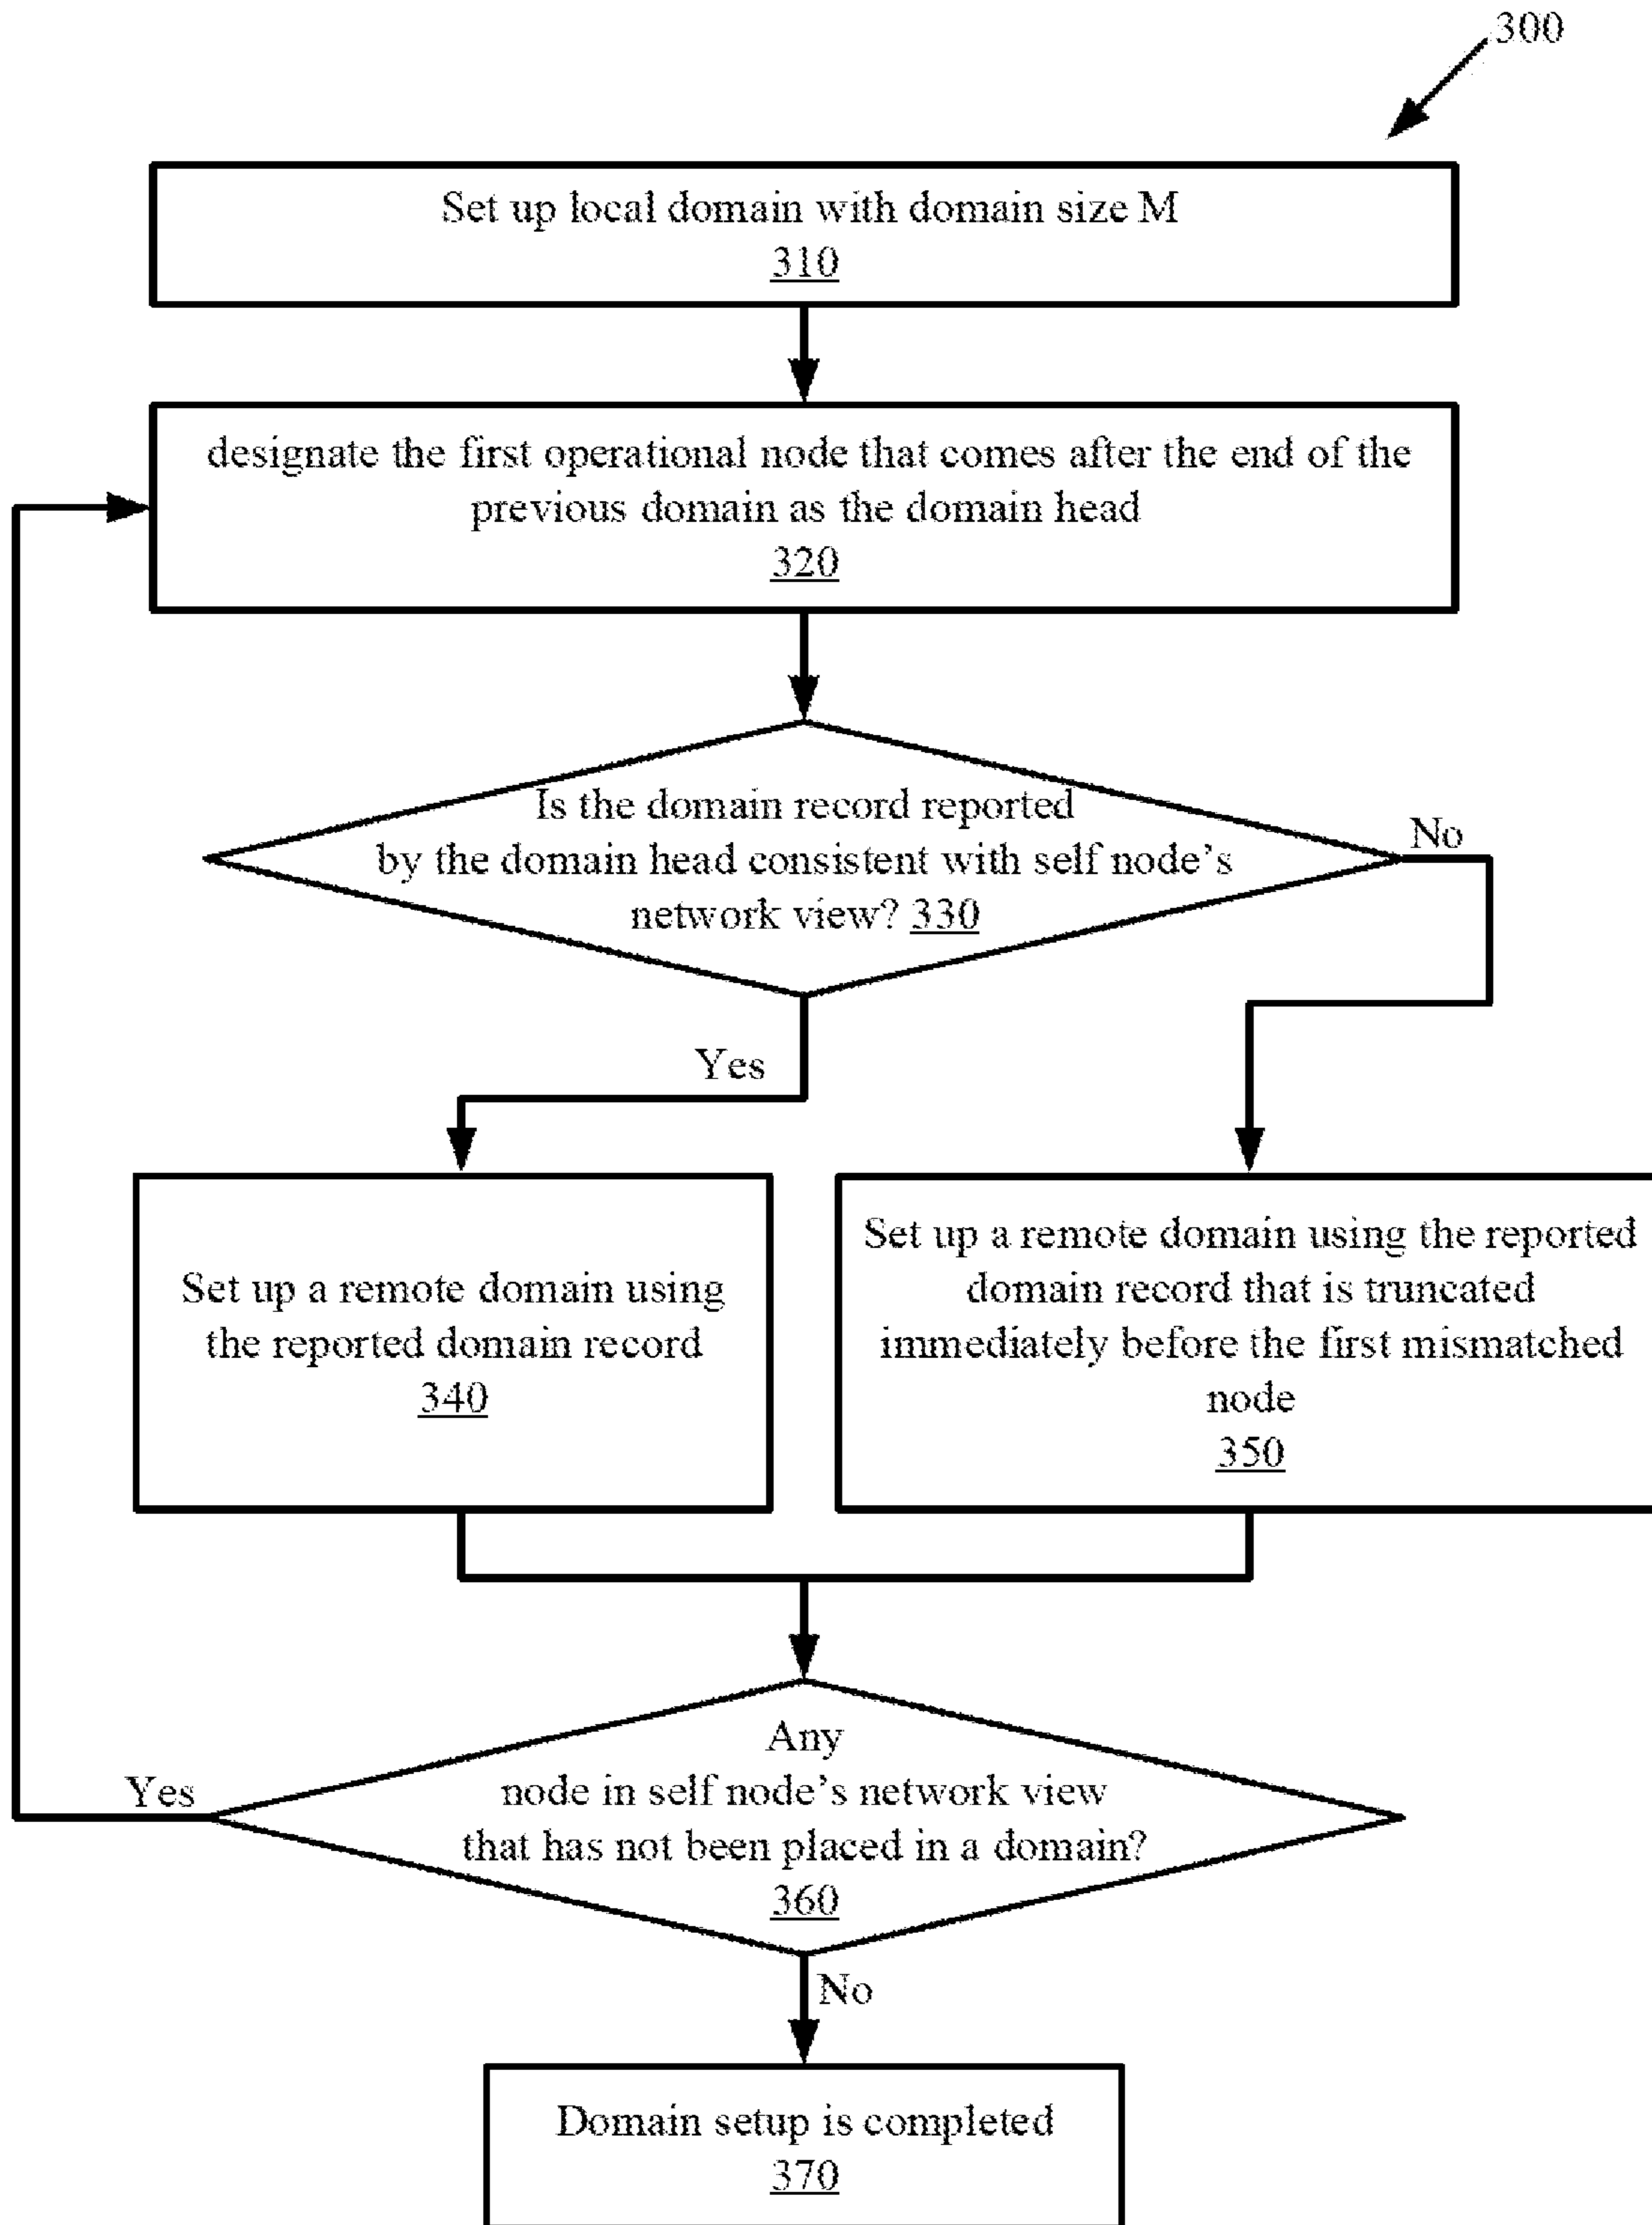 300
Set up local domain with domain size M
310
designate the first operational node that comes after the end of the
previous domain as the domain head
320
Is the domain record reported
by the domain head consistent with self node's
network view? 330
No
Yes
Set up a remote domain using
the reported domain record
340
Set up a remote domain using the reported
domain record that is truncated
immediately before the first mismatched
node
350
Any
node in self node's network view
that has not been placed in a domain?
360
Yes
No
Domain setup is completed
370